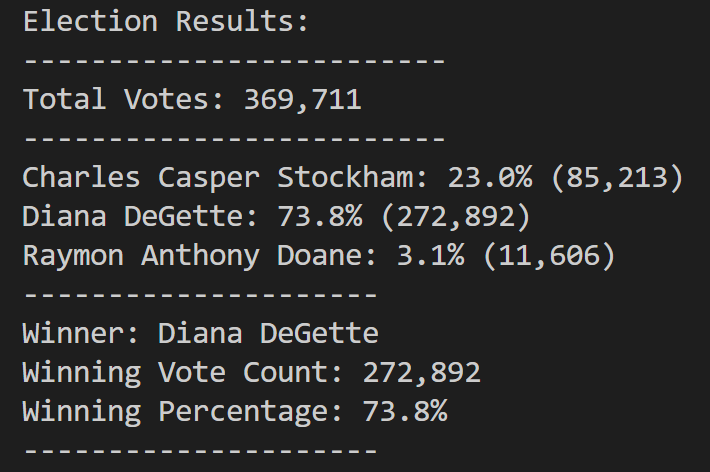 Election Results:
-------------------------
Total Votes: 369,711
-------------------------
Charles Casper Stockham: 23.0% (85,213)
Diana DeGette: 73.8% (272,892)
Raymon Anthony Doane: 3.1% (11,606)
---------------------
Winner: Diana DeGette
Winning Vote Count: 272,892
Winning Percentage: 73.8%
---------------------